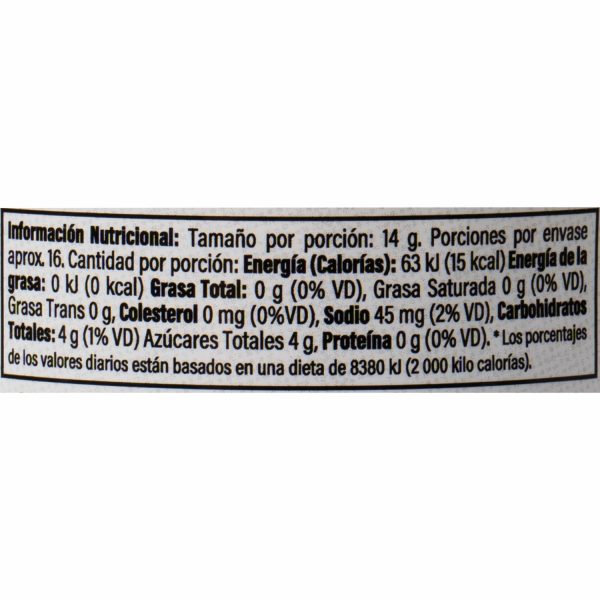 Información Nutricional: Tamaño por porción: 14 g. Porciones por envase
aprox. 16. Cantidad por porción: Energía (Calorías): 63 kJ (15 kcal) Energía de la
grasa: 0 kJ (0 kcal) Grasa Total: 0 g (0% VD), Grasa Saturada 0 g (0% VD),
Grasa Trans 0 g, Colesterol 0 mg (0%VD), Sodio 45 mg (2% VD), Carbohidratos
Totales: 4 g (1% VD) Azúcares Totales 4 g, Proteína 0 g (0% VD). * Los porcentajes
de los valores diarios están basados en una dieta de 8380 kJ (2 000 kilo calorías).